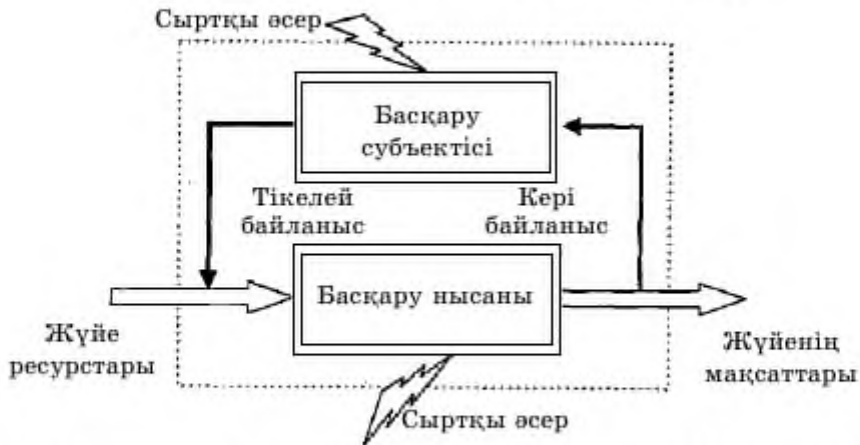 Сыртқы әсер
Басқару
субъектісі
Тікелей
байланыс
Кері
байланыс
Басқару нысаны
Жүйе
ресурстары
Жүйенің
мақсаттары
Сыртқы әсер